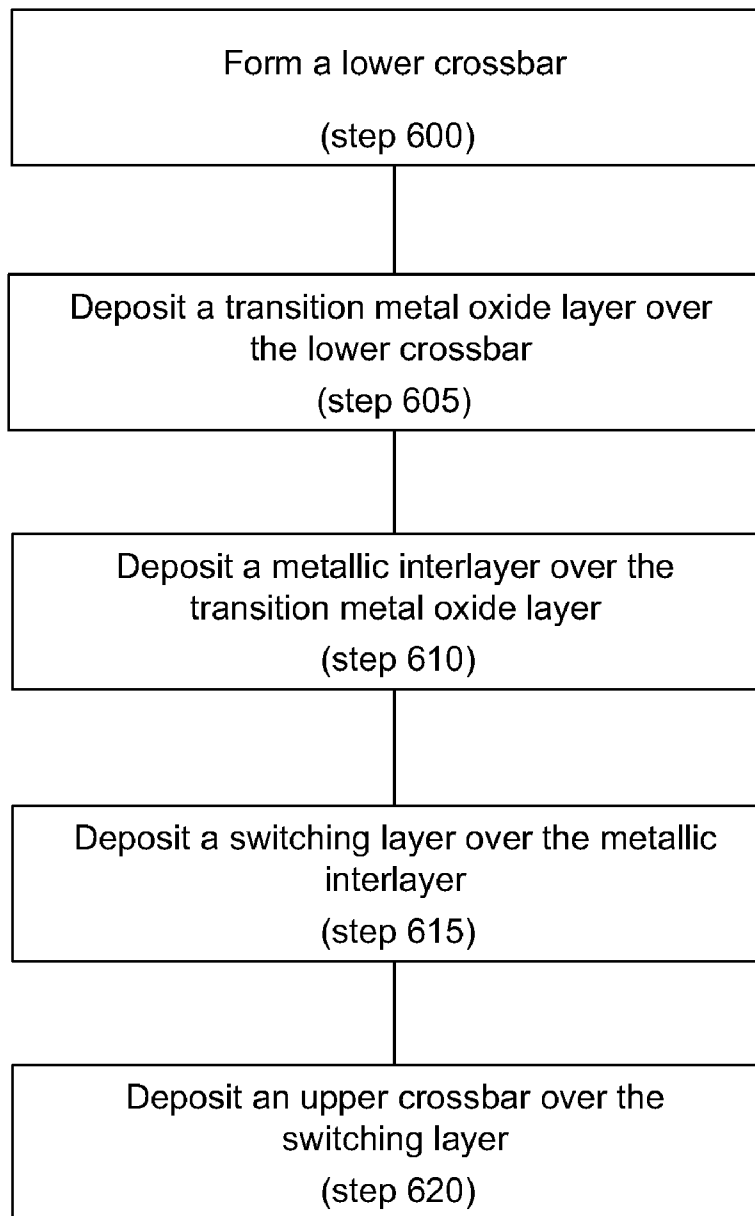 Form a lower crossbar
(step 600)
Deposit a transition metal oxide layer over
the lower crossbar
(step 605)
Deposit a metallic interlayer over the
transition metal oxide layer
(step 610)
Deposit a switching layer over the metallic
interlayer
(step 615)
Deposit an upper crossbar over the
switching layer
(step 620)